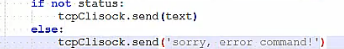 if not status:
tcpClisock.send(text)
else:
tcpClisock.send('sorry, error command!')